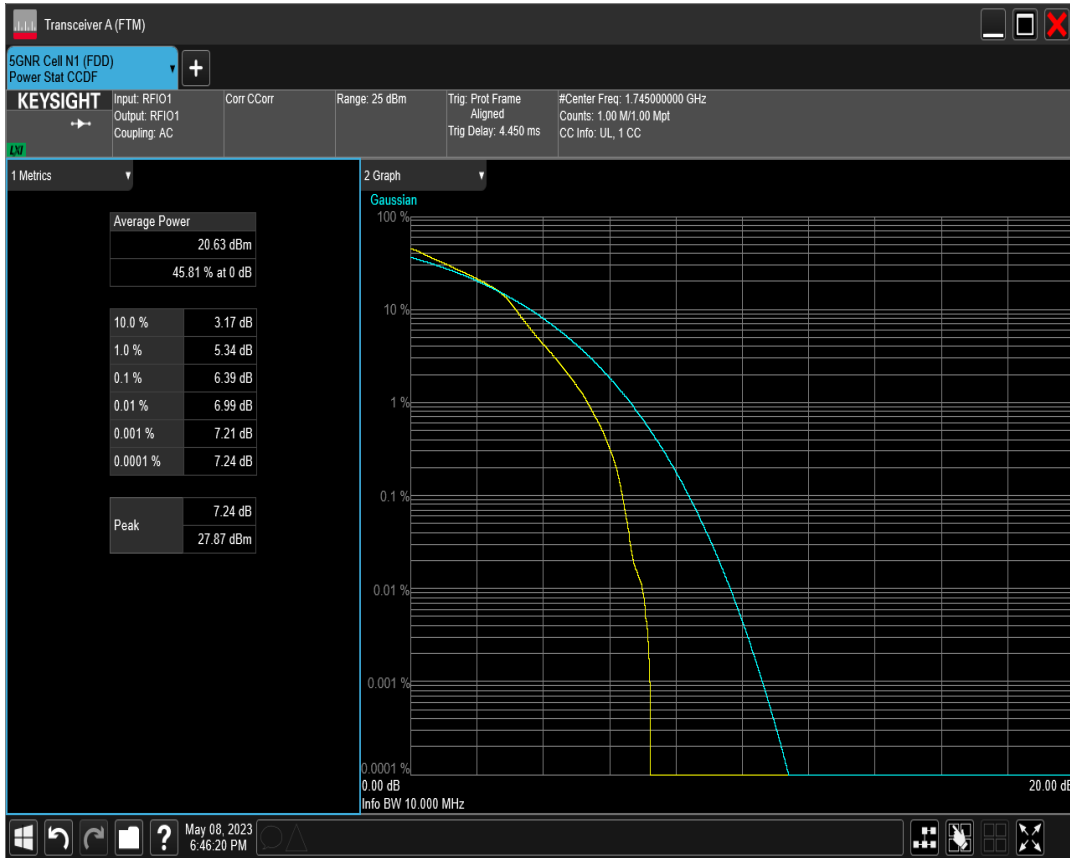 Transceiver A (FTM)
5GNR Cell N1 (FDD)
Power Stat CCDF
+
KEYSIGHT
LXI
Input: RFIO1
Output: RFIO1
Coupling: AC
Corr CCorr
Range: 25 dBm
Trig: Prot Frame
Aligned
Trig Delay: 4.450 ms
#Center Freq: 1.745000000 GHz
Counts: 1.00 M/1.00 Mpt
CC Info: UL, 1 CC
1 Metrics
Average Power
20.63 dBm
45.81 % at 0 dB
10.0 % 3.17 dB
1.0 % 5.34 dB
0.1 % 6.39 dB
0.01 % 6.99 dB
0.001 % 7.21 dB
0.0001 % 7.24 dB
Peak
7.24 dB
27.87 dBm
2 Graph
Gaussian
100 %
10 %
1 %
0.1 %
0.01 %
0.001 %
0.0001 %
0.00 dB 20.00 dB
Info BW 10.000 MHz
?
May 08, 2023
6:46:20 PM